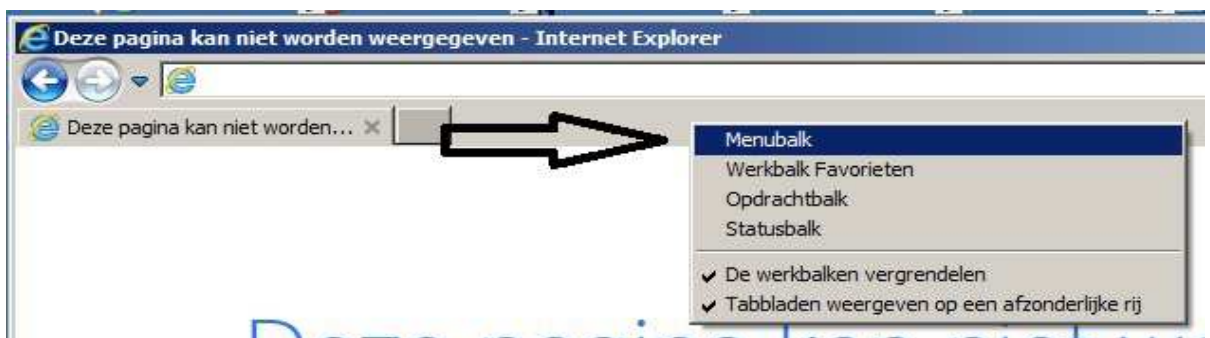 Deze pagina kan niet worden weergegeven - Internet Explorer
Deze pagina kan niet worden...
Menubalk
Werkbalk Favorieten
Opdrachtbalk
Statusbalk
De werkbalken vergrendelen
Tabbladen weergeven op een afzonderlijke rij